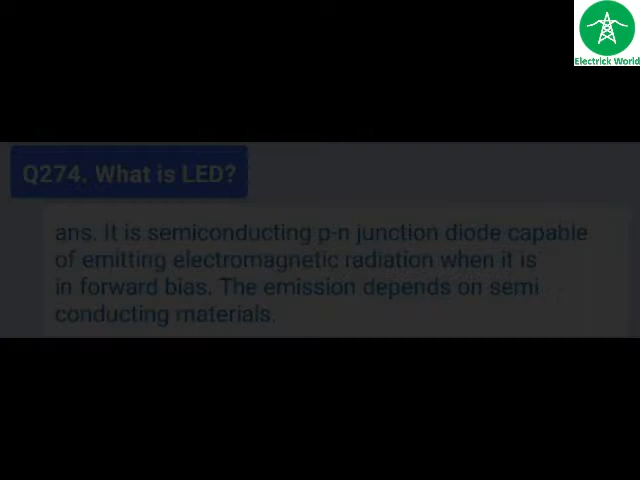 Electrick World
Q274. What is LED?
ans. It is semiconducting p-n junction diode capable
of emitting electromagnetic radiation when it is
in forward bias. The emission depends on semi
conducting materials.